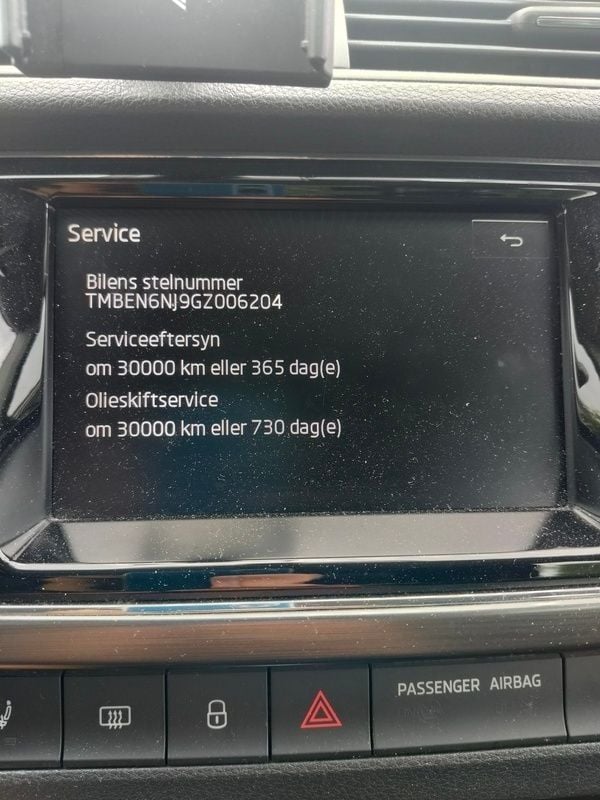 Service
Bilens stelnummer
TMBEN6NJ9GZ006204
Serviceeftersyn
om 30000 km eller 365 dag(e)
Olieskiftservice
om 30000 km eller 730 dag(e)
PASSENGER AIRBAG